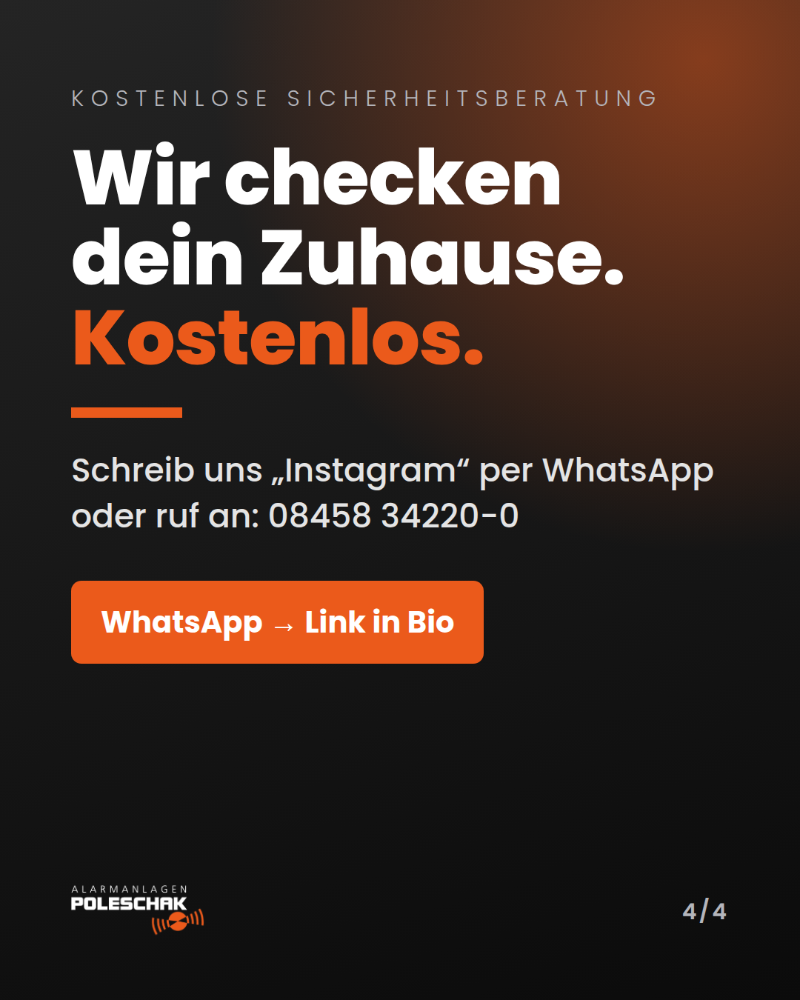 KOSTENLOSE SICHERHEITSBERATUNG
Wir checken
dein Zuhause.
Kostenlos.
Schreib uns „Instagram“ per WhatsApp
oder ruf an: 08458 34220-0
WhatsApp → Link in Bio
ALARMANLAGEN
POLESCHAK
4/4